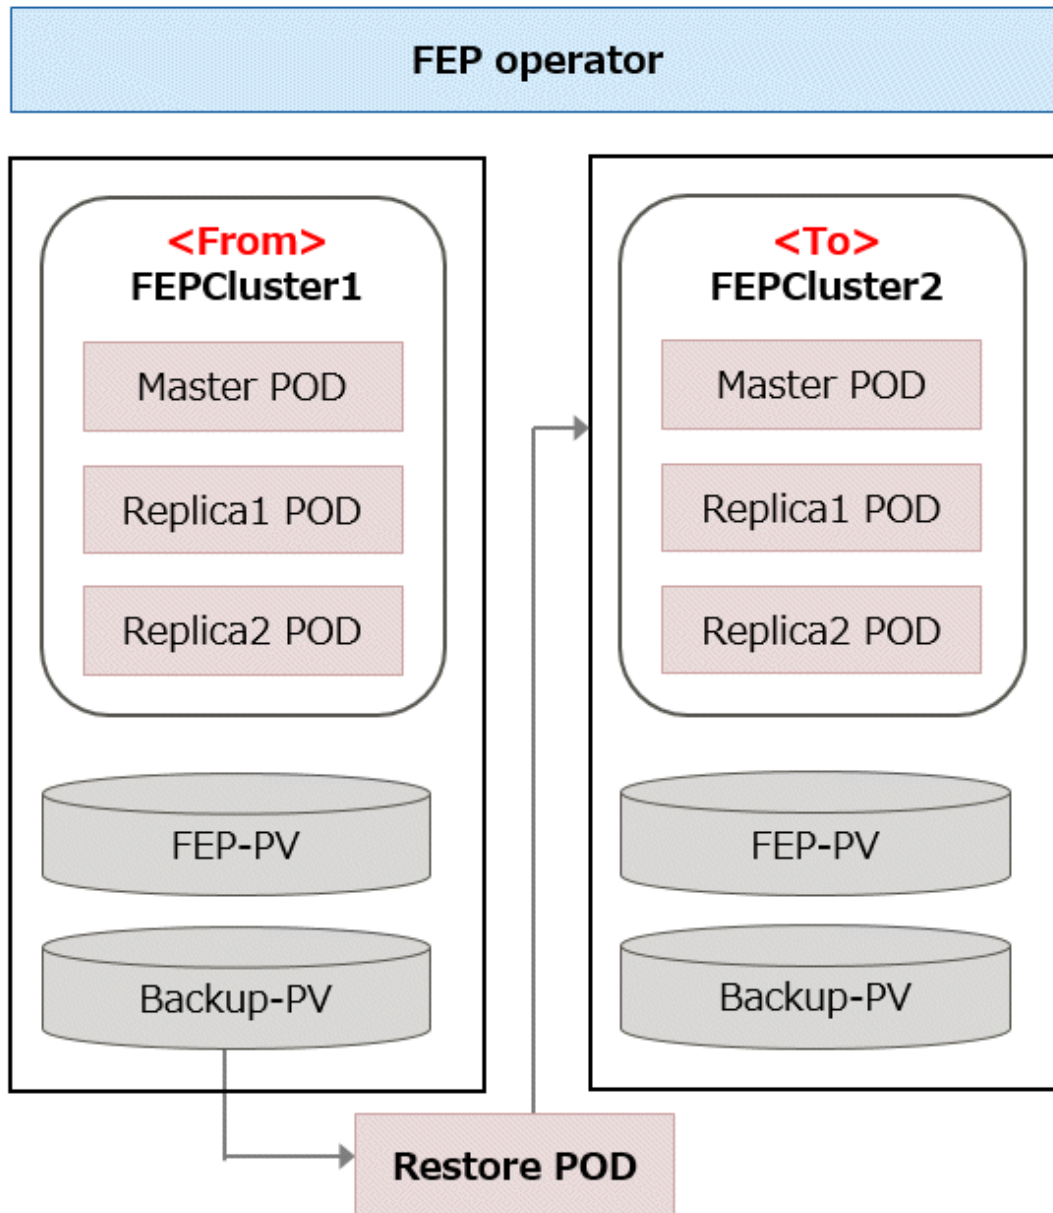 FEP operator
<From>
FEPCluster1
Master POD
Replica1 POD
Replica2 POD
FEP-PV
Backup-PV
<To>
FEPCluster2
Master POD
Replica1 POD
Replica2 POD
FEP-PV
Backup-PV
Restore POD